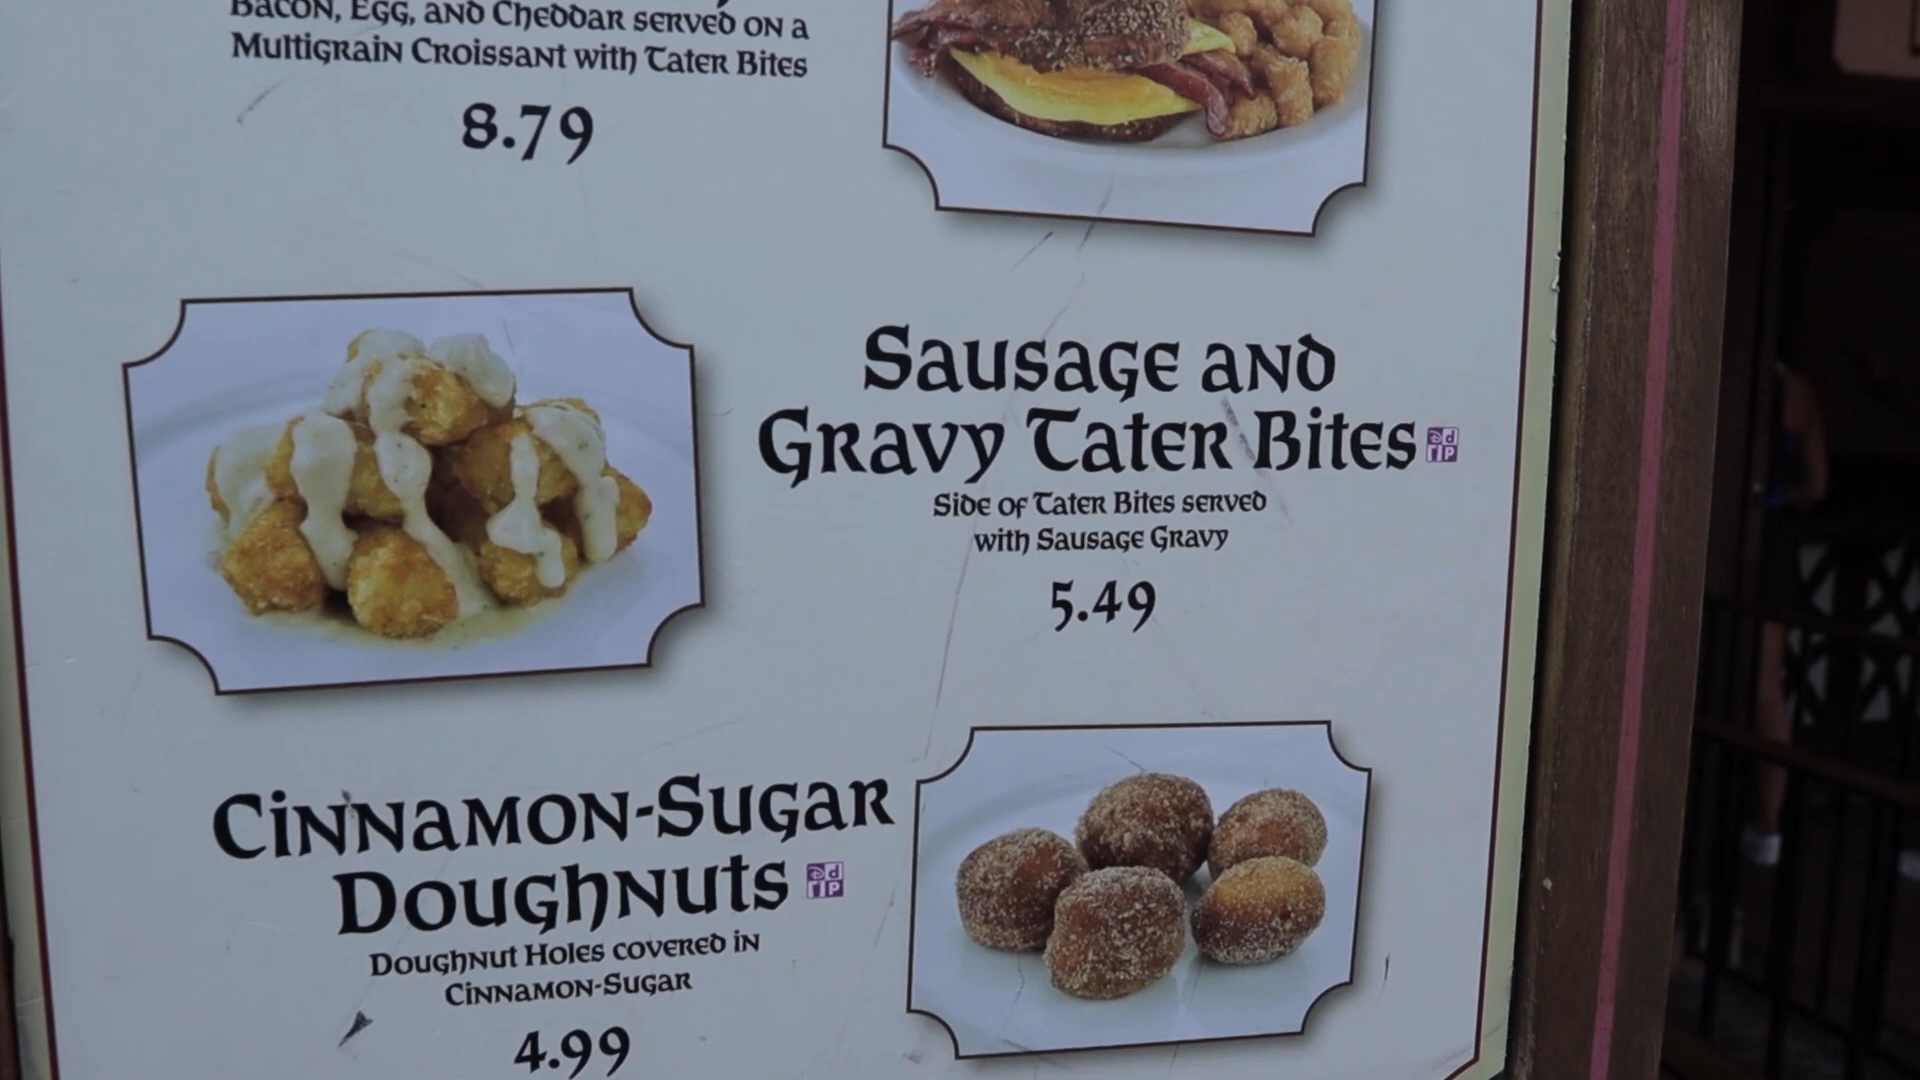 Bacon, Egg, and Cheddar served on a
Multigrain Croissant with Tater Bites
8.79
Sausage and
Gravy Tater Bites
Side of Tater Bites served
with Sausage Gravy
5.49
Cinnamon-Sugar
Doughnuts
Doughnut Holes covered in
Cinnamon-Sugar
4.99